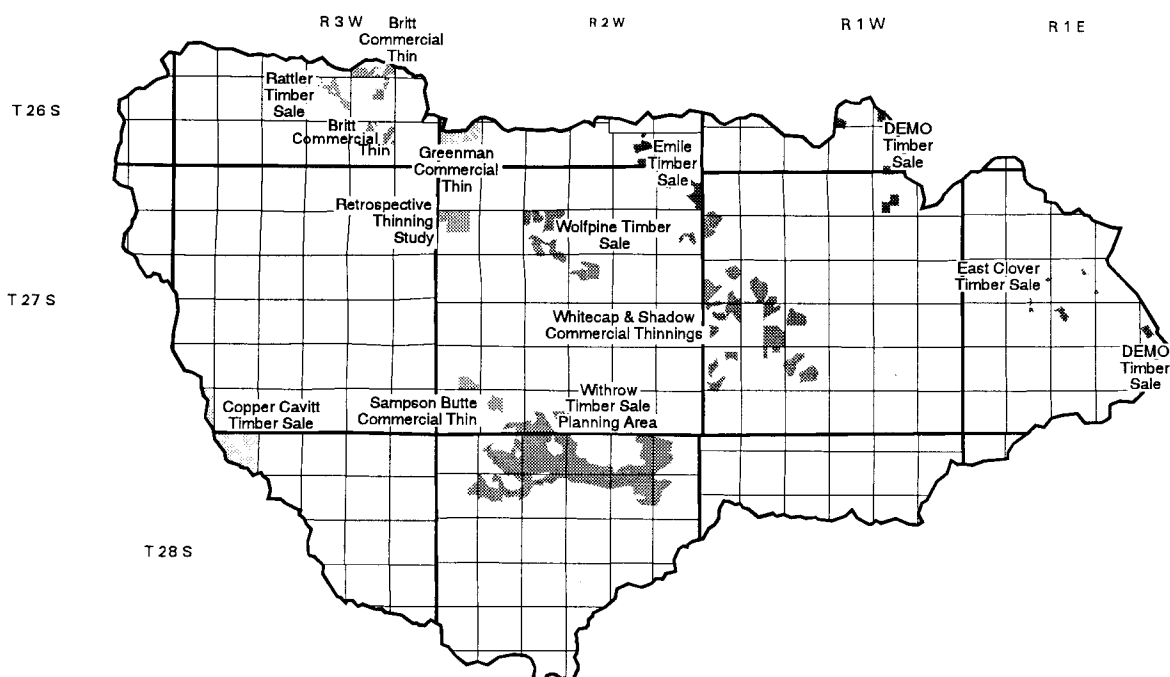 R 3 W
R 2 W
R 1 W
R 1 E
Britt
Commercial
Thin
Rattler
Timber
Sale
T 26 S
Britt
Commercial
Thin
Greenman
Commercial
Thin
Emile
Timber
Sale
DEMO
Timber
Sale
Retrospective
Thinning
Study
Wolfpine Timber
Sale
East Clover
Timber Sale
T 27 S
Whitecap & Shadow
Commercial Thinnings
DEMO
Timber
Sale
Copper Cavitt
Timber Sale
Sampson Butte
Commercial Thin
Withrow
Timber Sale
Planning Area
T 28 S